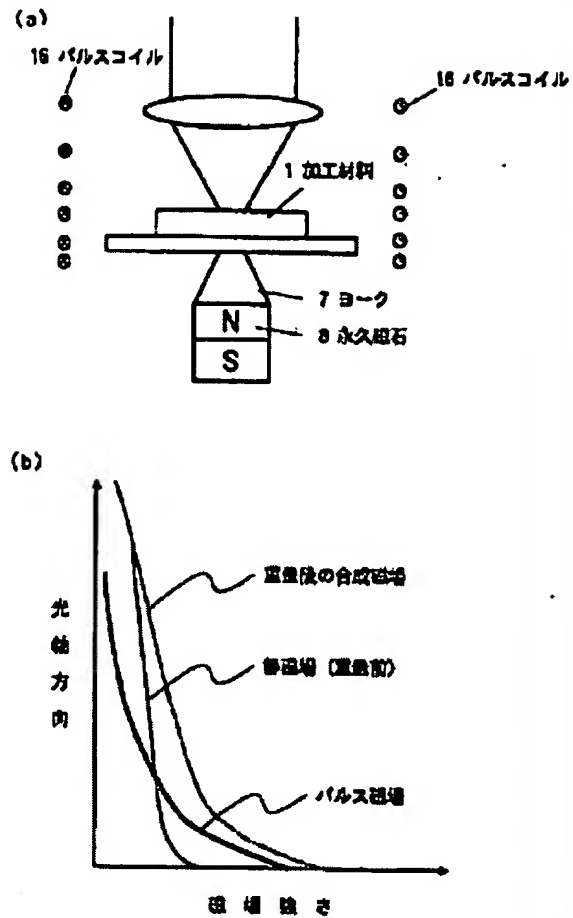 (a)
16 パルスコイル
16 パルスコイル
1 加工材料
7 ヨーク
N
8 永久磁石
S
(b)
重畳後の合成磁場
静磁場 (重畳前)
パルス磁場
光軸方向
磁場強さ